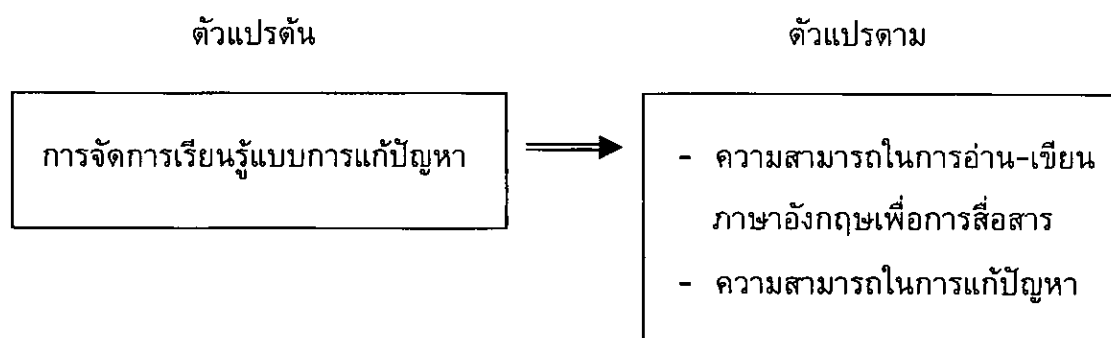 ตัวแปรต้น
ตัวแปรตาม
การจัดการเรียนรู้แบบการแก้ปัญหา
- ความสามารถในการอ่าน-เขียน
ภาษาอังกฤษเพื่อการสื่อสาร
- ความสามารถในการแก้ปัญหา